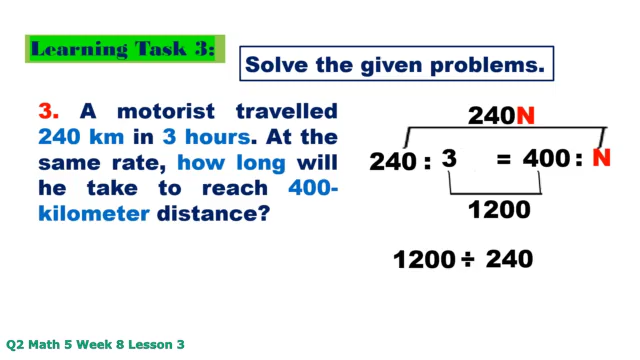 Learning Task 3:
Solve the given problems.
3. A motorist travelled
240 km in 3 hours. At the
same rate, how long will
he take to reach 400-
kilometer distance?
240N
240 : 3 = 400 : N
1200
1200 ÷ 240
Q2 Math 5 Week 8 Lesson 3